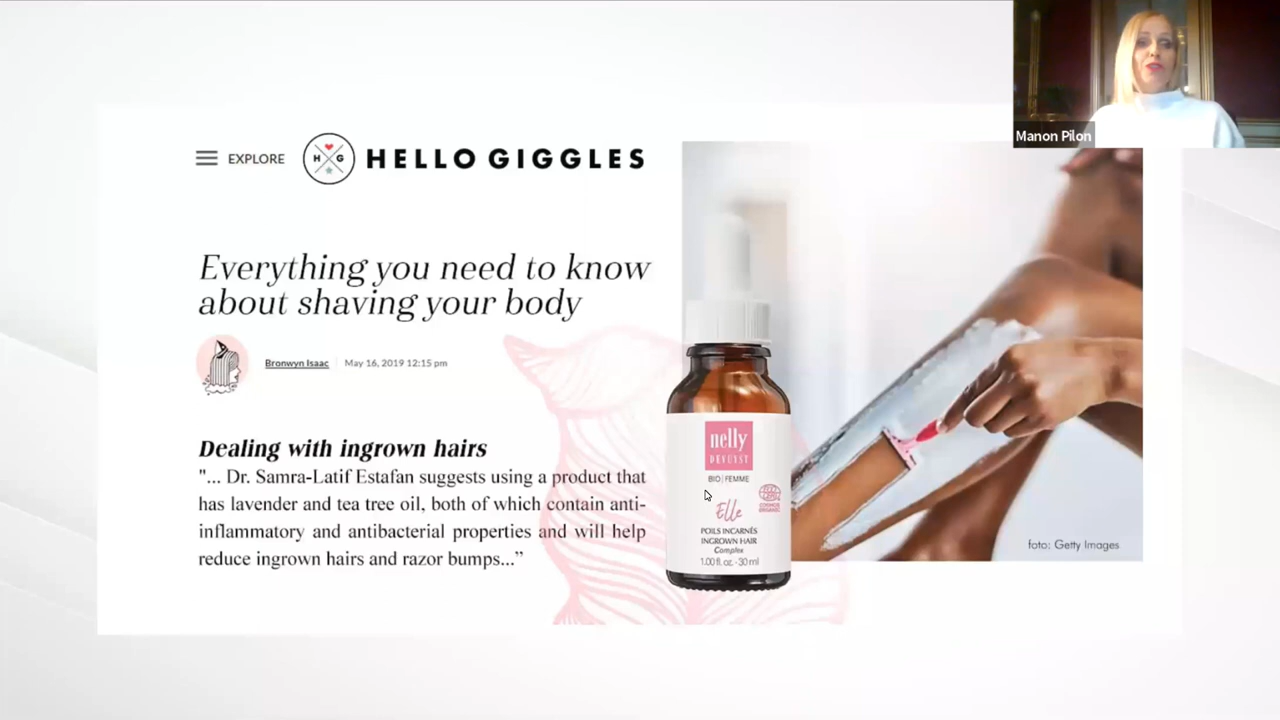 Manon Pilon
EXPLORE
H G
HELLO GIGGLES
Everything you need to know
about shaving your body
Bronwyn Isaac
May 16, 2019 12:15 pm
Dealing with ingrown hairs
"... Dr. Samra-Latif Estafan suggests using a product that
has lavender and tea tree oil, both of which contain anti-
inflammatory and antibacterial properties and will help
reduce ingrown hairs and razor bumps...”
nelly
DEVUYST
BIO|FEMME
COSMOS
ORGANIC
Elle
POILS INCARNÉS
INGROWN HAIR
Complex
1.00 fl. oz. - 30 ml
foto: Getty Images